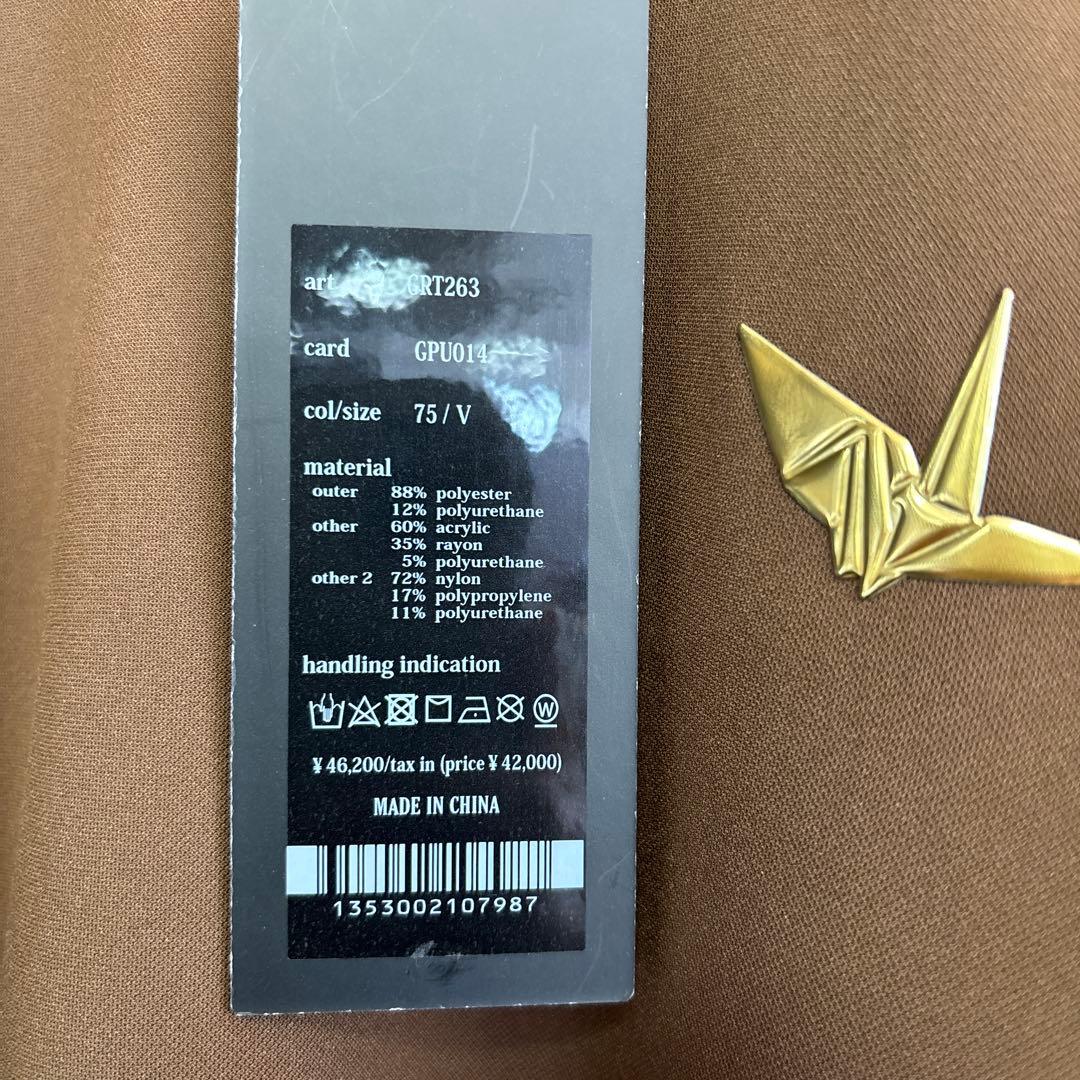 art GRT263
card GPU014
col/size 75 / V
material
outer 88% polyester
12% polyurethane
other 60% acrylic
35% rayon
5% polyurethane
other 2 72% nylon
17% polypropylene
11% polyurethane
handling indication
W
¥46,200/tax in (price ¥42,000)
MADE IN CHINA
1353002107987